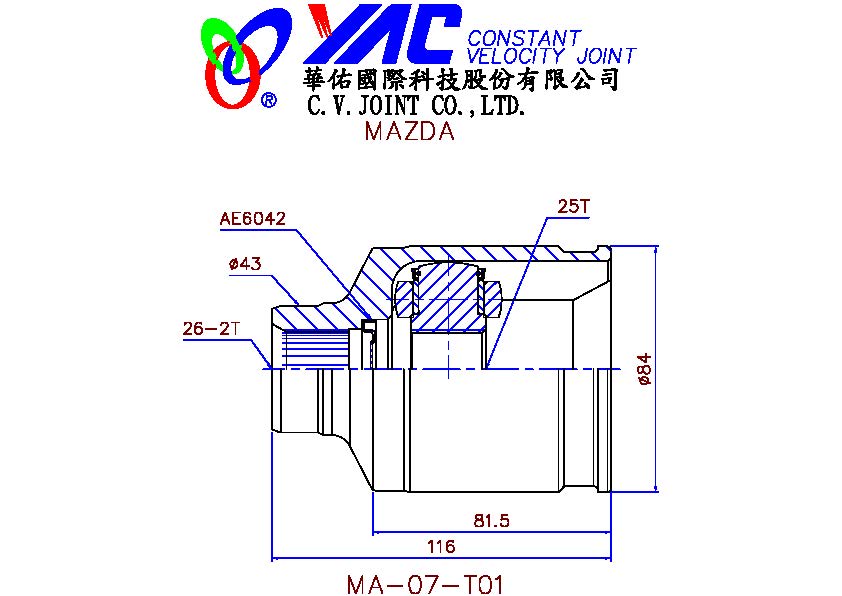 YAC CONSTANT
VELOCITY JOINT
®
華佑國際科技股份有限公司
C.V.JOINT CO.,LTD.
MAZDA
AE6042
25T
ø43
26-2T
ø84
81.5
116
MA-07-T01